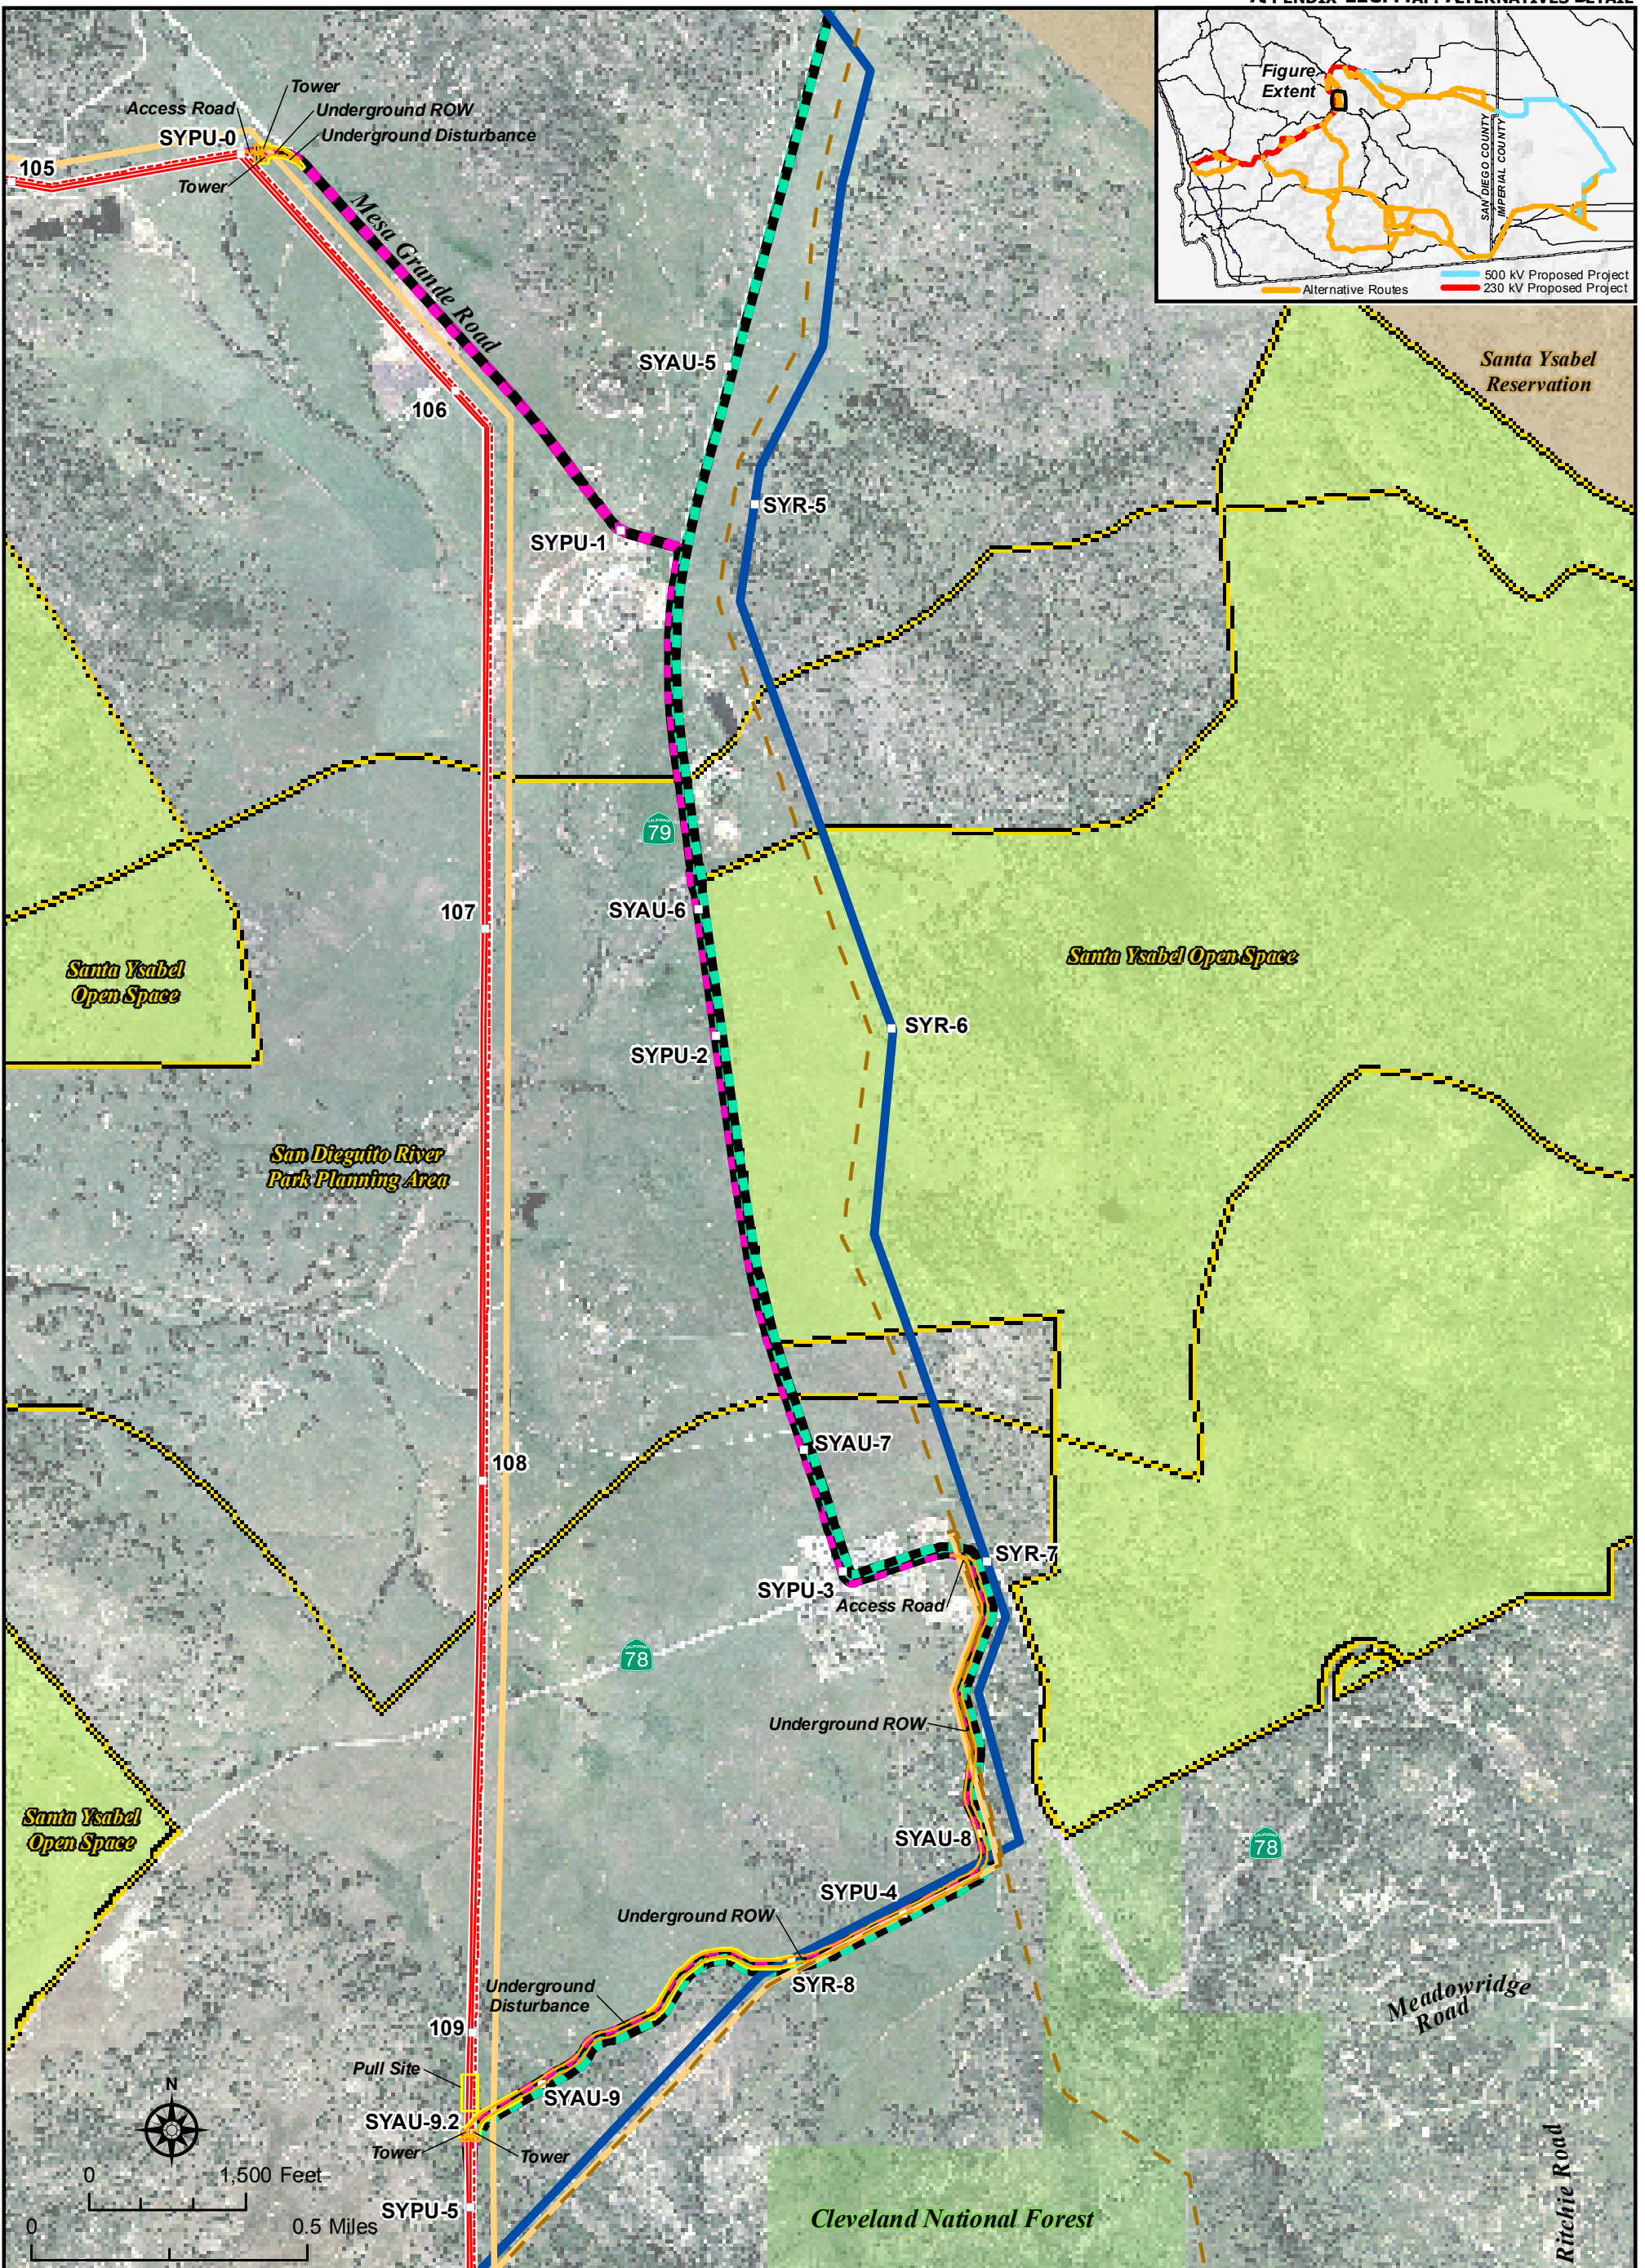 Figure
Extent
SAN DIEGO COUNTY
IMPERIAL COUNTY
500 kV Proposed Project
Alternative Routes
230 kV Proposed Project
Tower
Access Road
Underground ROW
SYPU-0
Underground Disturbance
105
Tower
Mesa Grande Road
SYAU-5
Santa Ysabel
Reservation
106
SYR-5
SYPU-1
CALIFORNIA
79
107
SYAU-6
Santa Ysabel
Open Space
Santa Ysabel Open Space
SYR-6
SYPU-2
San Dieguito River
Park Planning Area
SYAU-7
108
SYR-7
SYPU-3
Access Road
CALIFORNIA
78
Underground ROW
Santa Ysabel
Open Space
SYAU-8
CALIFORNIA
78
SYPU-4
Underground ROW
SYR-8
Underground
Disturbance
Meadowridge
Road
109
Pull Site
SYAU-9
N
SYAU-9.2
Tower
Tower
Ritchie Road
0 1,500 Feet
SYPU-5
Cleveland National Forest
0 0.5 Miles